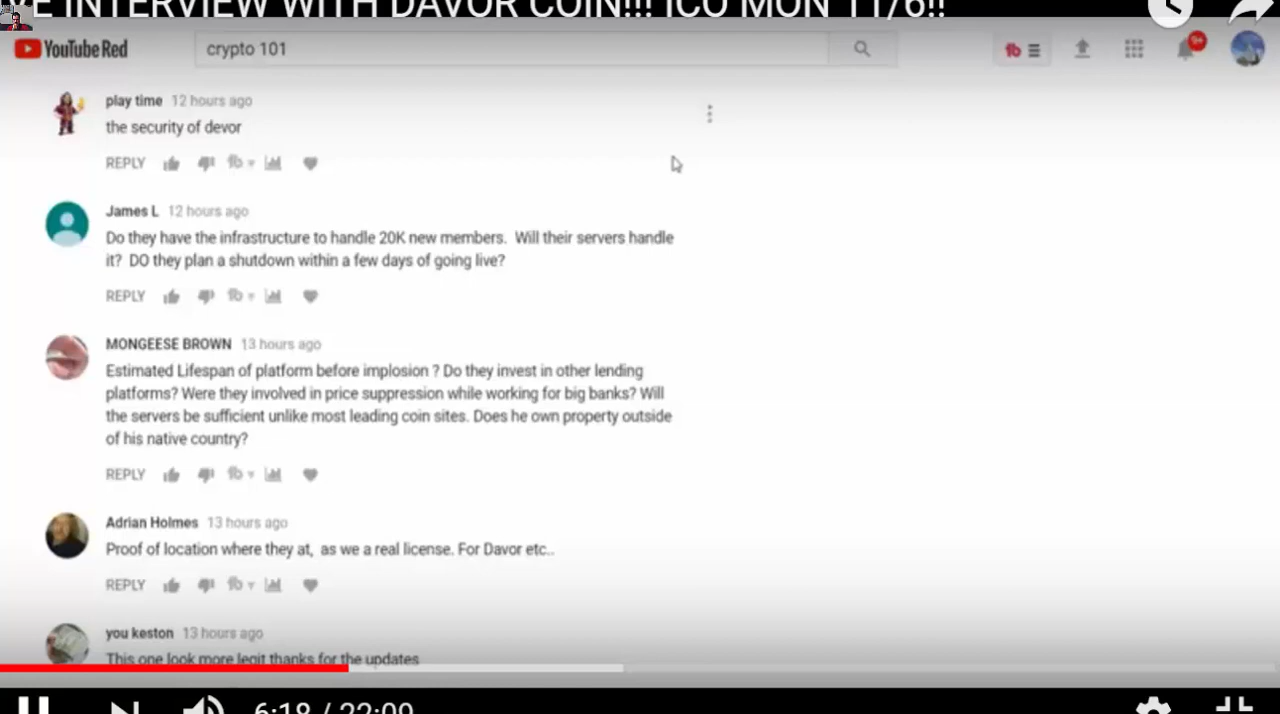 VE INTERVIEW WITH DAVOR COIN!!! ICO MON 11/6!!
YouTube Red
crypto 101
9+
play time 12 hours ago
the security of devor
REPLY
James L 12 hours ago
Do they have the infrastructure to handle 20K new members. Will their servers handle
it? DO they plan a shutdown within a few days of going live?
REPLY
MONGEESE BROWN 13 hours ago
Estimated Lifespan of platform before implosion ? Do they invest in other lending
platforms? Were they involved in price suppression while working for big banks? Will
the servers be sufficient unlike most leading coin sites. Does he own property outside
of his native country?
REPLY
Adrian Holmes 13 hours ago
Proof of location where they at, as we a real license. For Davor etc..
REPLY
you keston 13 hours ago
This one look more legit thanks for the updates
6:18 / 22:09